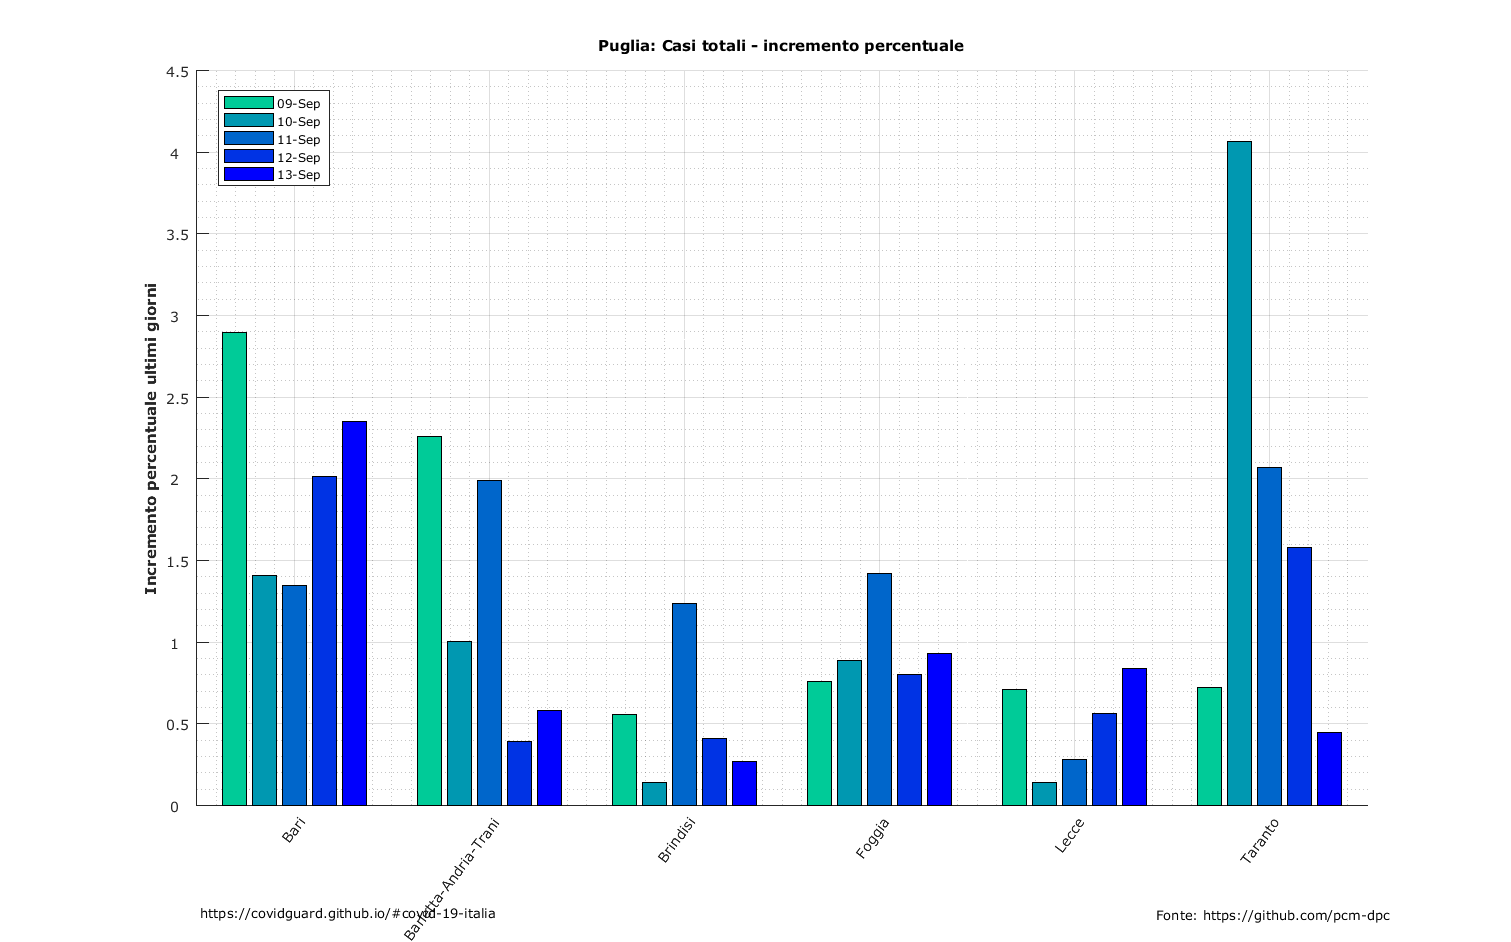 Puglia: Casi totali - incremento percentuale
Incremento percentuale ultimi giorni
4.5
4
3.5
3
2.5
2
1.5
1
0.5
0
09-Sep
10-Sep
11-Sep
12-Sep
13-Sep
Bari
Barletta-Andria-Trani
Brindisi
Foggia
Lecce
Taranto
https://covidguard.github.io/#covid-19-italia
Fonte: https://github.com/pcm-dpc